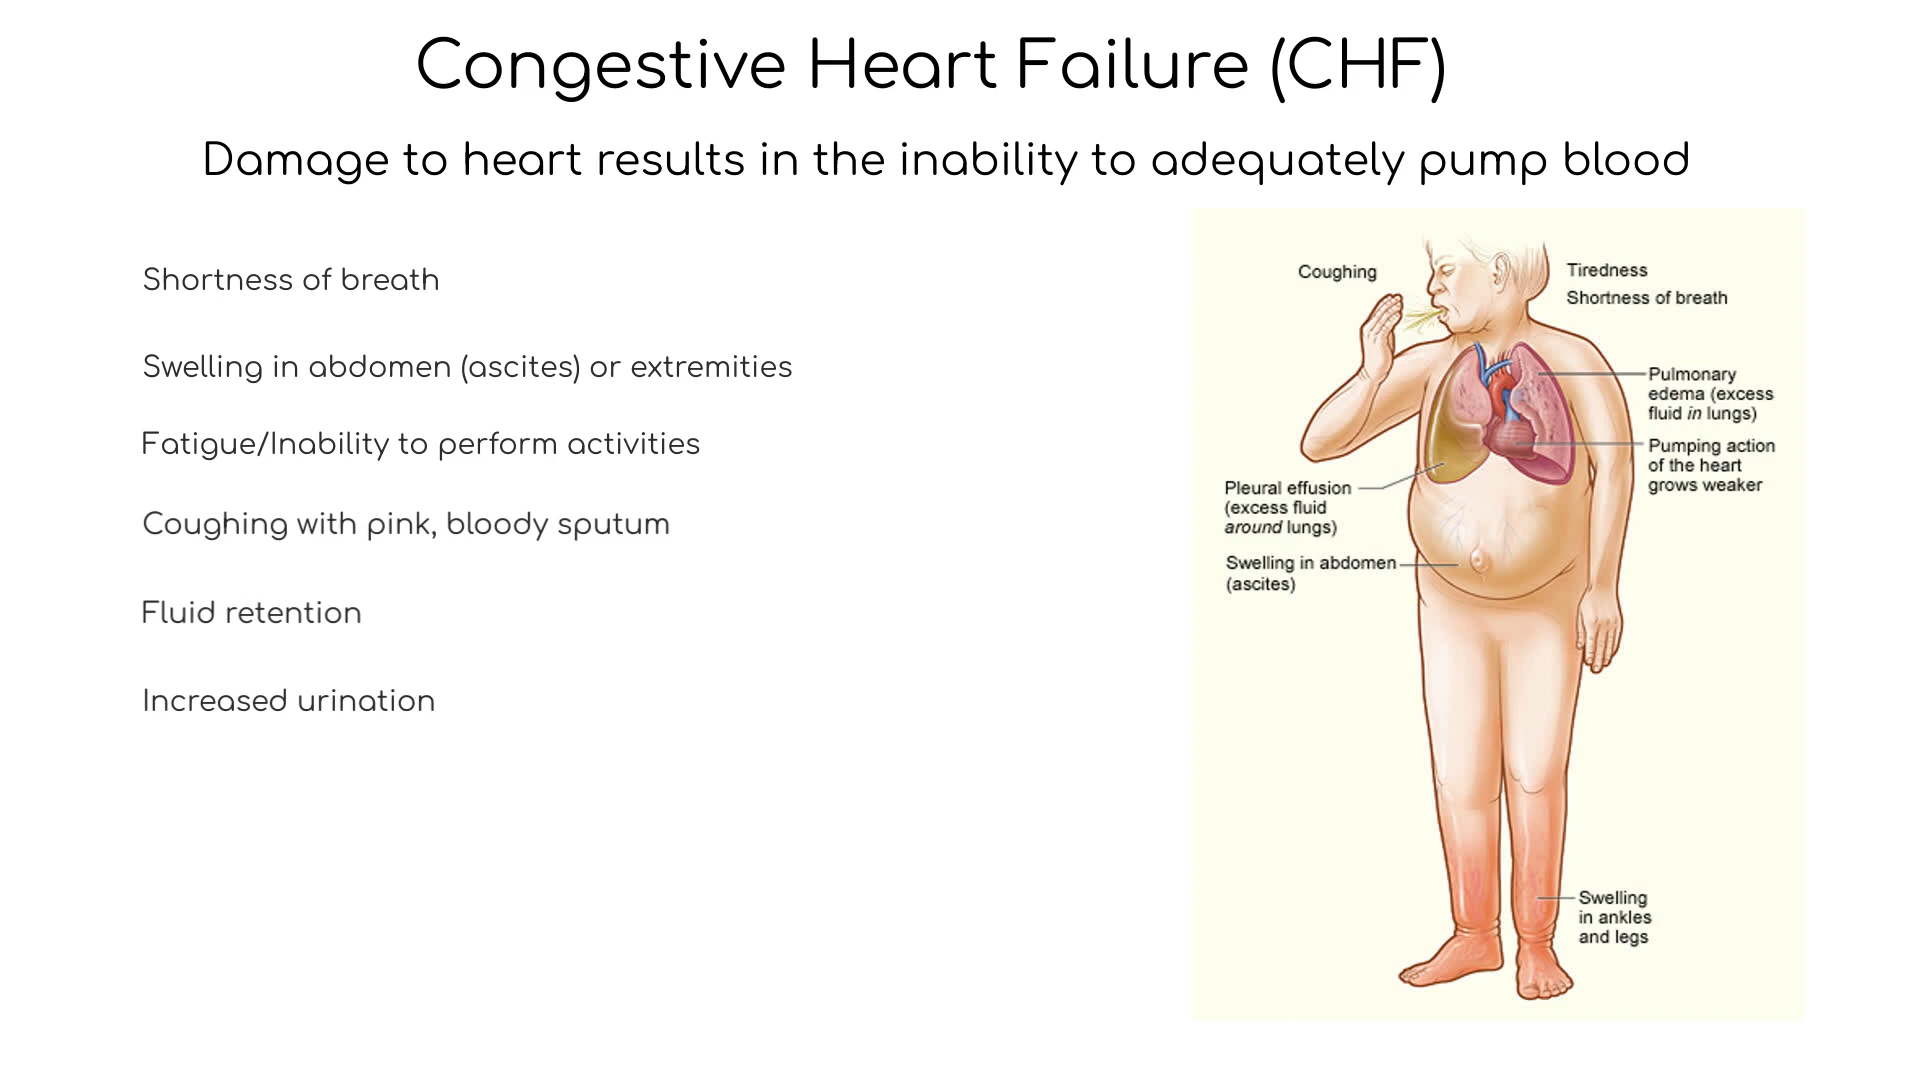 Congestive Heart Failure (CHF)
Damage to heart results in the inability to adequately pump blood
Shortness of breath
Swelling in abdomen (ascites) or extremities
Fatigue/Inability to perform activities
Coughing with pink, bloody sputum
Fluid retention
Increased urination
Coughing
Tiredness
Shortness of breath
Pulmonary
edema (excess
fluid in lungs)
Pumping action
of the heart
grows weaker
Pleural effusion
(excess fluid
around lungs)
Swelling in abdomen
(ascites)
Swelling
in ankles
and legs